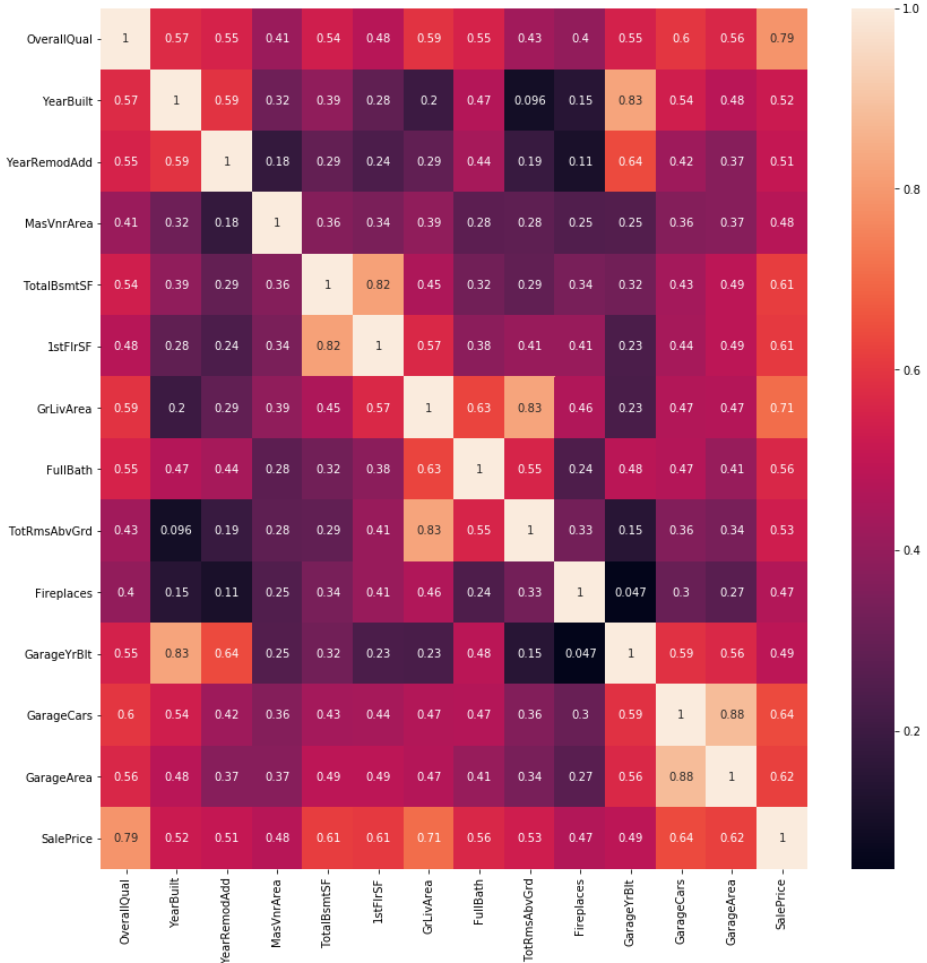 1.0
OverallQual 1 0.57 0.55 0.41 0.54 0.48 0.59 0.55 0.43 0.4 0.55 0.6 0.56 0.79
YearBuilt 0.57 1 0.59 0.32 0.39 0.28 0.2 0.47 0.096 0.15 0.83 0.54 0.48 0.52
YearRemodAdd 0.55 0.59 1 0.18 0.29 0.24 0.29 0.44 0.19 0.11 0.64 0.42 0.37 0.51
0.8
MasVnrArea 0.41 0.32 0.18 1 0.36 0.34 0.39 0.28 0.28 0.25 0.25 0.36 0.37 0.48
TotalBsmtSF 0.54 0.39 0.29 0.36 1 0.82 0.45 0.32 0.29 0.34 0.32 0.43 0.49 0.61
1stFlrSF 0.48 0.28 0.24 0.34 0.82 1 0.57 0.38 0.41 0.41 0.23 0.44 0.49 0.61
0.6
GrLivArea 0.59 0.2 0.29 0.39 0.45 0.57 1 0.63 0.83 0.46 0.23 0.47 0.47 0.71
FullBath 0.55 0.47 0.44 0.28 0.32 0.38 0.63 1 0.55 0.24 0.48 0.47 0.41 0.56
TotRmsAbvGrd 0.43 0.096 0.19 0.28 0.29 0.41 0.83 0.55 1 0.33 0.15 0.36 0.34 0.53
0.4
Fireplaces 0.4 0.15 0.11 0.25 0.34 0.41 0.46 0.24 0.33 1 0.047 0.3 0.27 0.47
GarageYrBlt 0.55 0.83 0.64 0.25 0.32 0.23 0.23 0.48 0.15 0.047 1 0.59 0.56 0.49
GarageCars 0.6 0.54 0.42 0.36 0.43 0.44 0.47 0.47 0.36 0.3 0.59 1 0.88 0.64
0.2
GarageArea 0.56 0.48 0.37 0.37 0.49 0.49 0.47 0.41 0.34 0.27 0.56 0.88 1 0.62
SalePrice 0.79 0.52 0.51 0.48 0.61 0.61 0.71 0.56 0.53 0.47 0.49 0.64 0.62 1
OverallQual YearBuilt YearRemodAdd MasVnrArea TotalBsmtSF 1stFlrSF GrLivArea FullBath TotRmsAbvGrd Fireplaces GarageYrBlt GarageCars GarageArea SalePrice